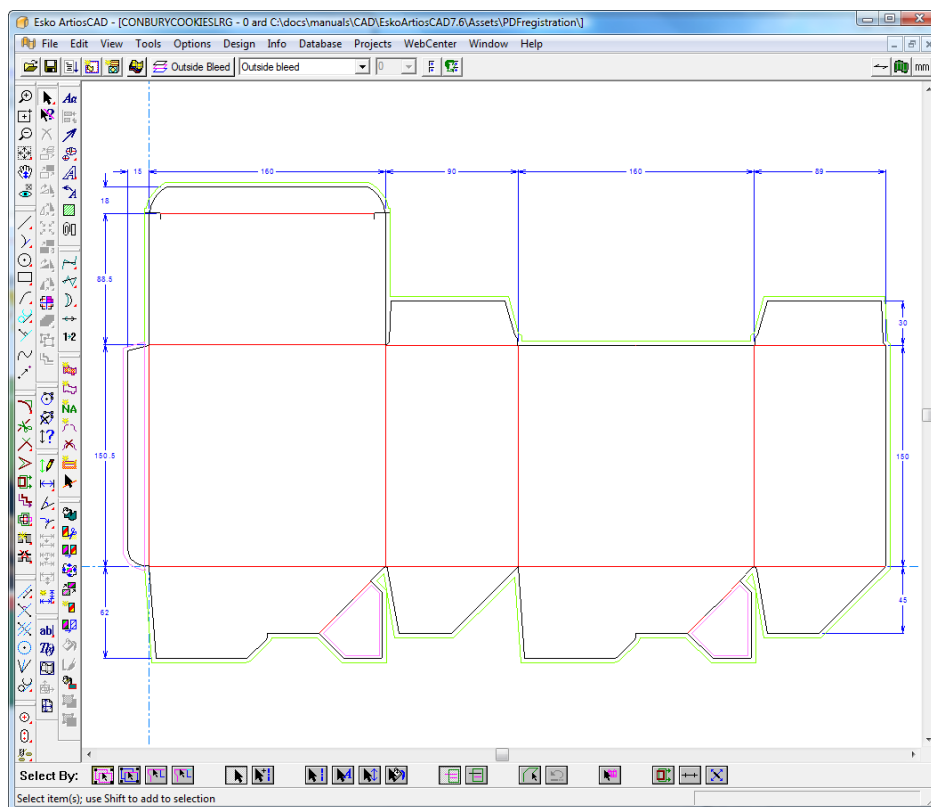 Esko ArtiosCAD - [CONBURYCOOKIESLRG - 0 ard C:\docs\manuals\CAD\EskoArtiosCAD7.6\Assets\PDFregistration\]
File Edit View Tools Options Design Info Database Projects WebCenter Window Help
Outside Bleed Outside bleed 0 mm
15 160 90 160 89
18
88.5
30
150.5 150
62 45
1·2
NA
ab|
Select By:
Select item(s); use Shift to add to selection